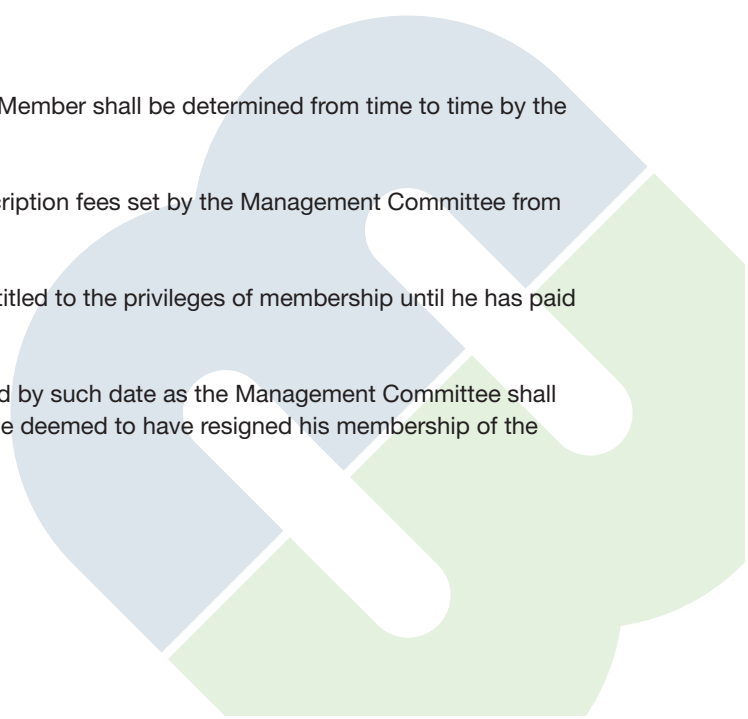 Member shall be determined from time to time by the
cription fees set by the Management Committee from
titled to the privileges of membership until he has paid
d by such date as the Management Committee shall
e deemed to have resigned his membership of the